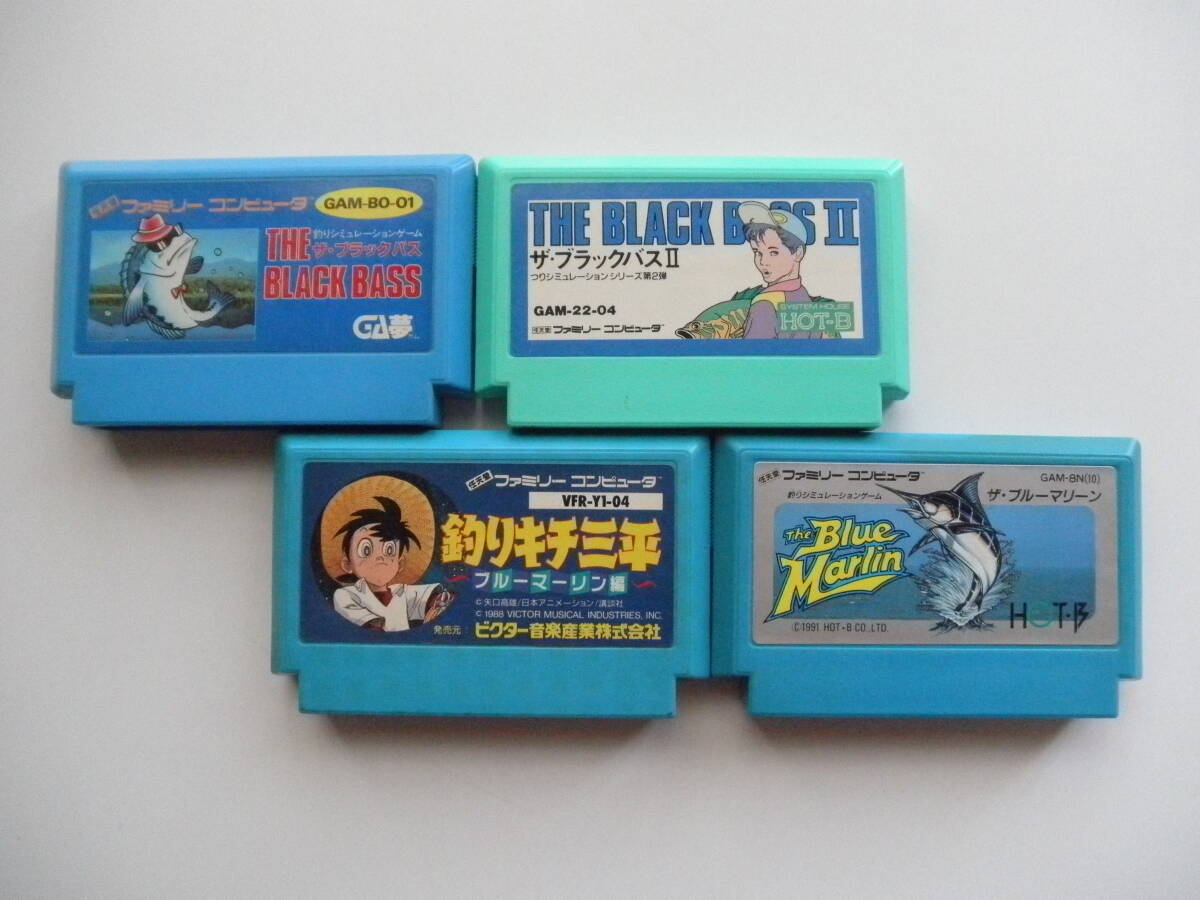 任天堂 ファミリー コンピュータ
GAM-BO-01
釣りシミュレーションゲーム
ザ・ブラックバス
THE
BLACK BASS
GA夢
THE BLACK B SS II
ザ・ブラックバスII
つりシミュレーションシリーズ第2弾
GAM-22-04
任天堂 ファミリー コンピュータ
SYSTEM HOUSE
HOT-B
任天堂 ファミリー コンピュータ
VFR-Y1-04
釣りキチ三平
ブルーマーリン編
© 矢口高雄/日本アニメーション/講談社
© 1988 VICTOR MUSICAL INDUSTRIES, INC.
発売元: ビクター音楽産業株式会社
任天堂 ファミリー コンピュータ
GAM-BN(10)
釣りシミュレーションゲーム
ザ・ブルーマリーン
The Blue
Marlin
©1991 HOT・B CO.,LTD.
HOT・B